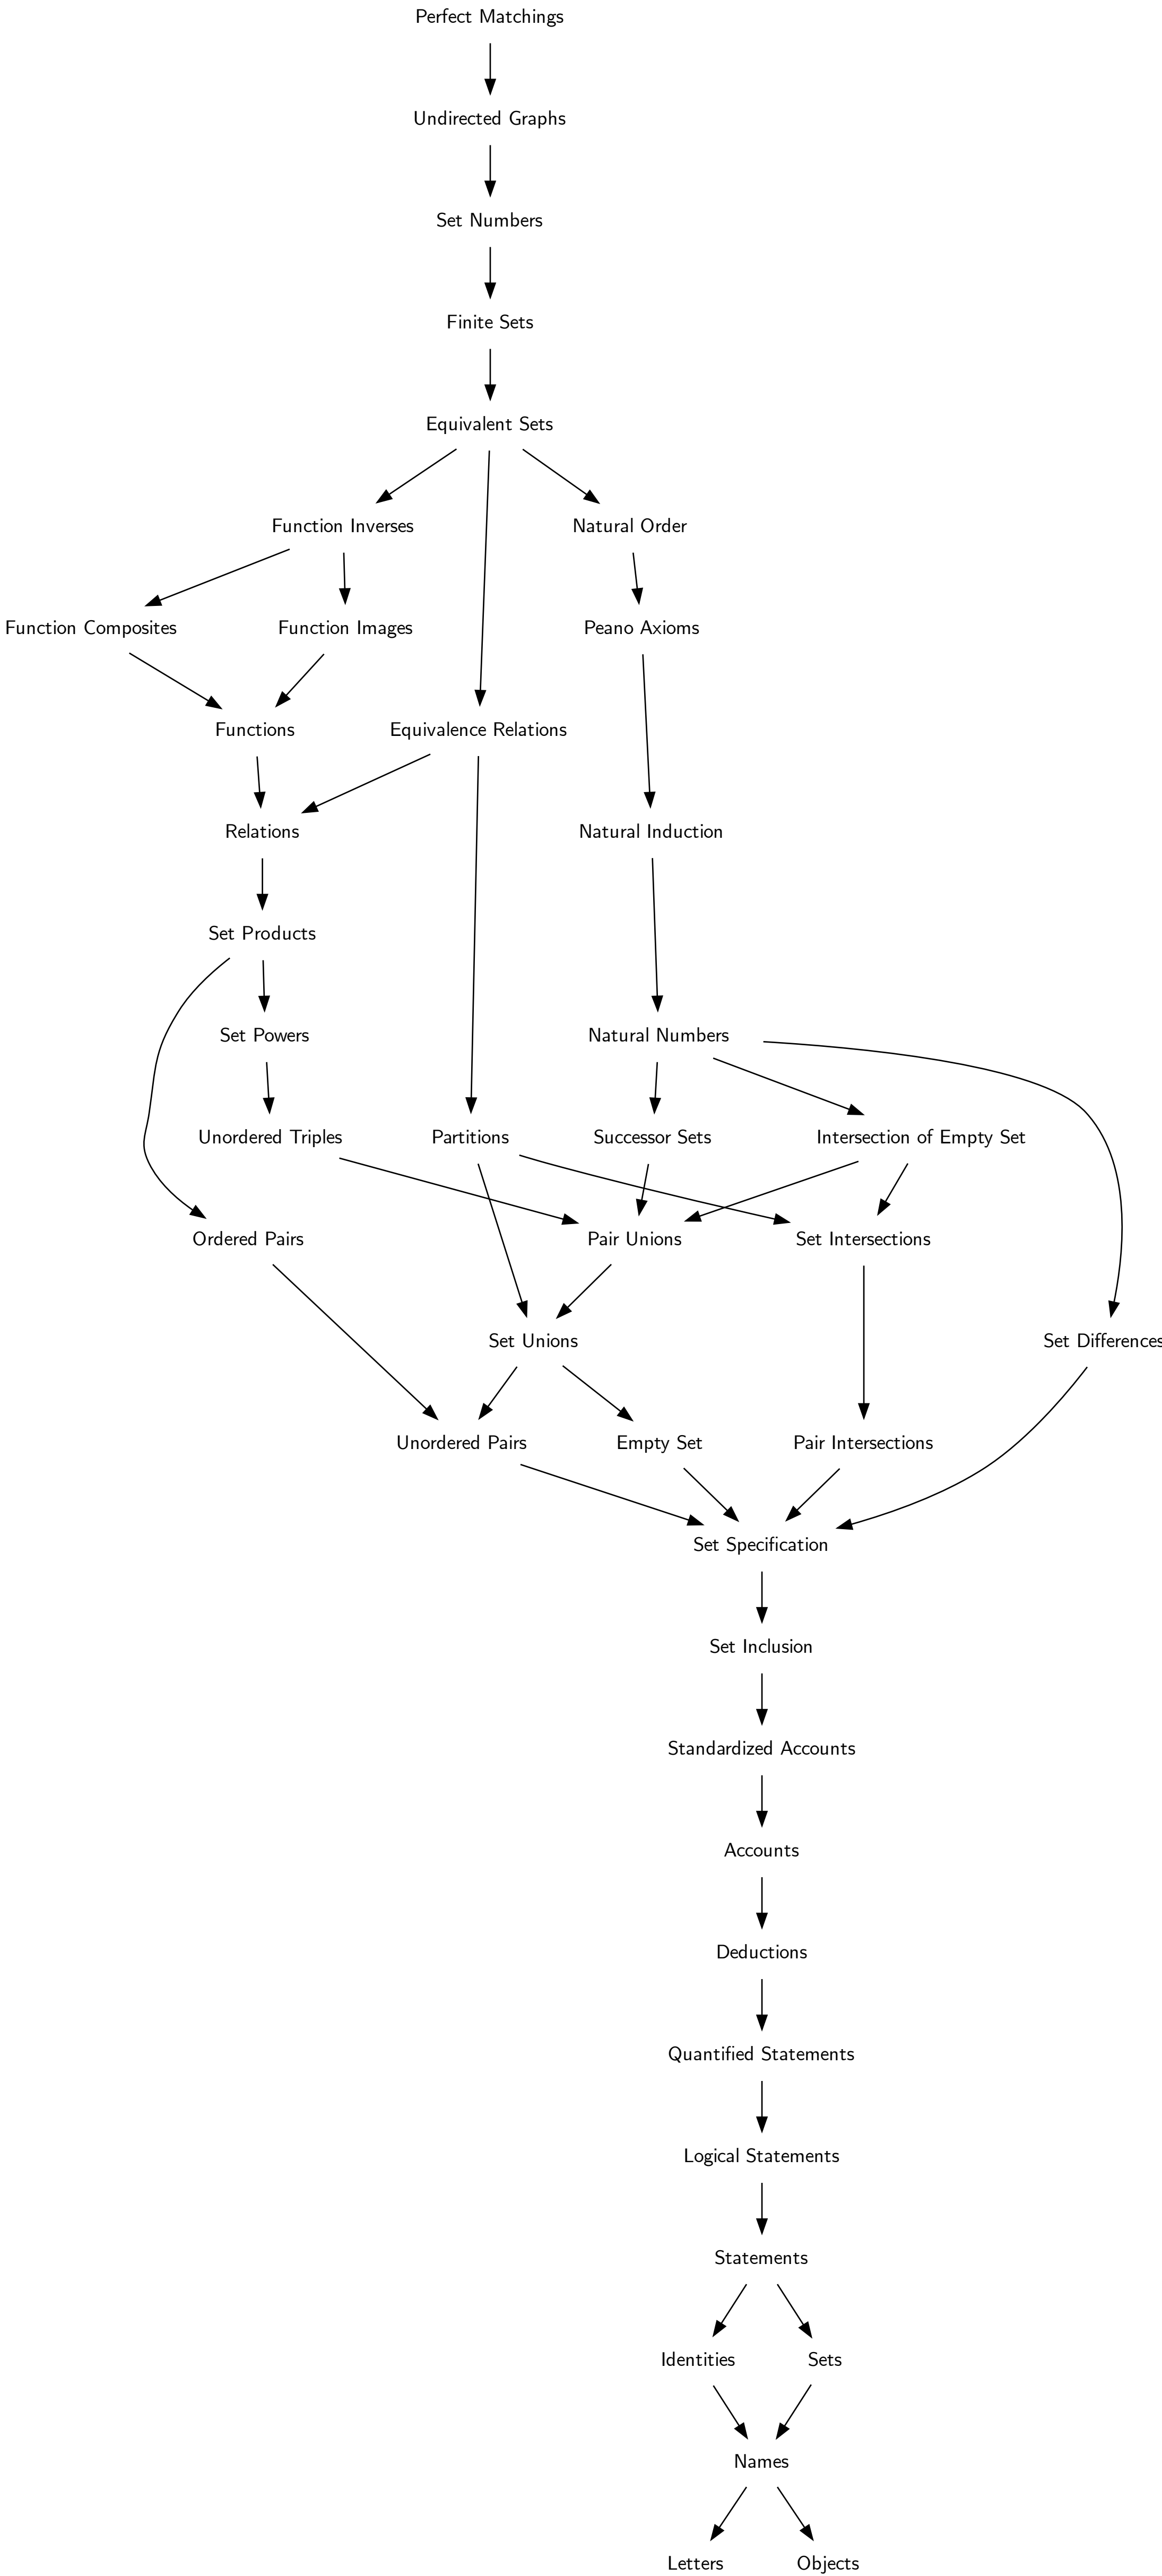 Perfect Matchings
Undirected Graphs
Set Numbers
Finite Sets
Equivalent Sets
Function Inverses
Natural Order
Function Composites
Function Images
Peano Axioms
Functions
Equivalence Relations
Relations
Natural Induction
Set Products
Set Powers
Natural Numbers
Unordered Triples
Partitions
Successor Sets
Intersection of Empty Set
Ordered Pairs
Pair Unions
Set Intersections
Set Unions
Set Differences
Unordered Pairs
Empty Set
Pair Intersections
Set Specification
Set Inclusion
Standardized Accounts
Accounts
Deductions
Quantified Statements
Logical Statements
Statements
Identities
Sets
Names
Letters
Objects